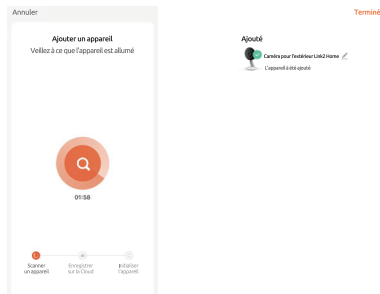 Annuler
Ajouter un appareil
Veillez à ce que l'appareil est allumé
01:58
Scanner
un appareil
Enregistrer
sur la Cloud
Initialiser
l'appareil
Terminé
Ajouté
Caméra pour l'extérieur Link2 Home
L'appareil a été ajouté